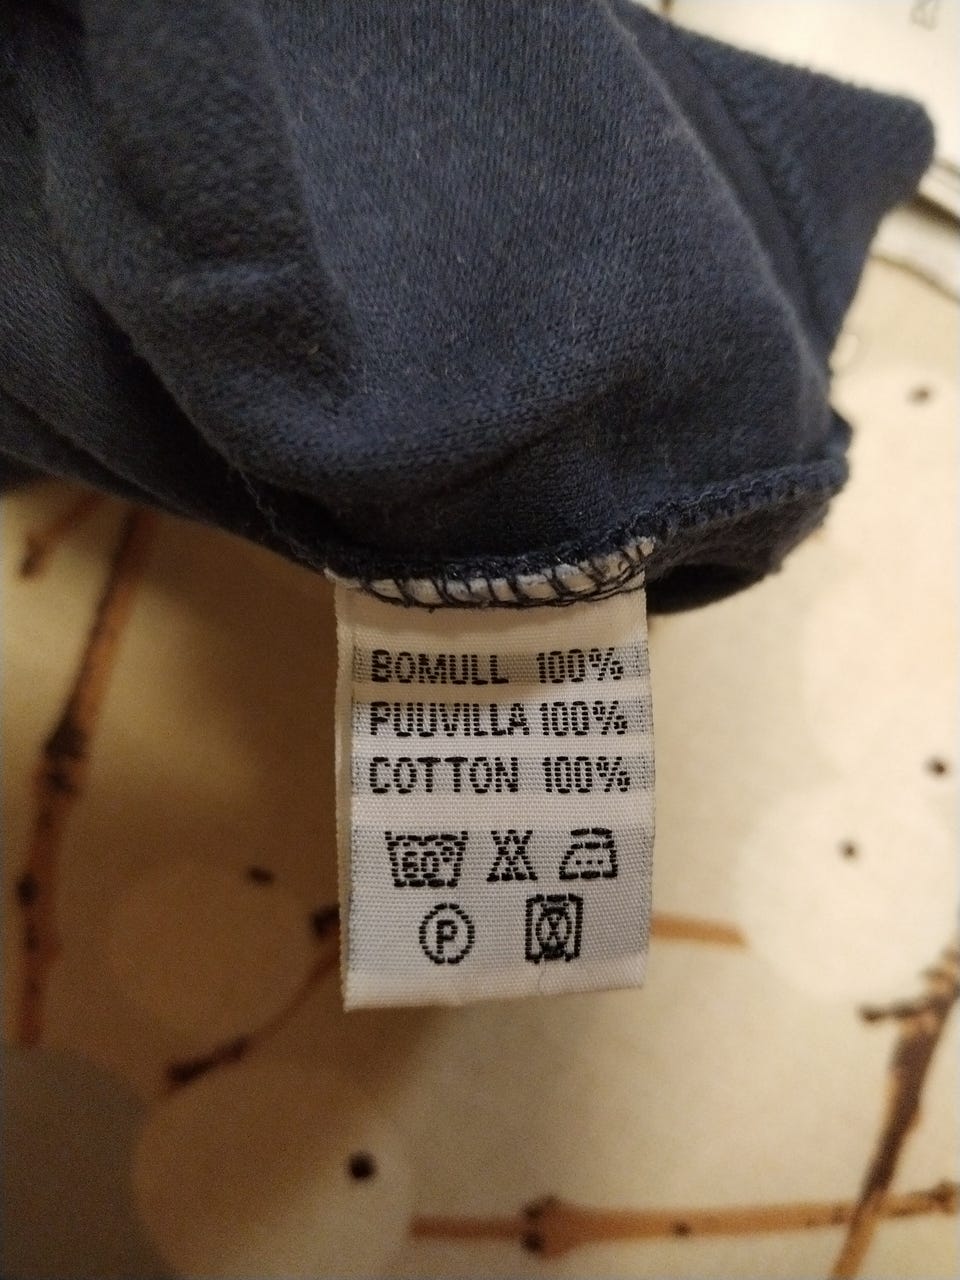 BOMULL 100%
PUUVILLA 100%
COTTON 100%
60°
P